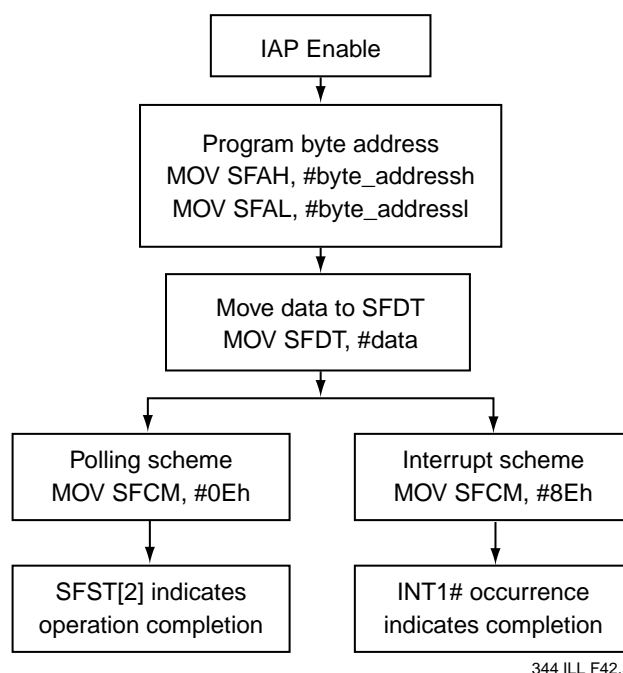 IAP Enable
Program byte address
MOV SFAH, #byte_addressh
MOV SFAL, #byte_addressl
Move data to SFDT
MOV SFDT, #data
Polling scheme
MOV SFCM, #0Eh
Interrupt scheme
MOV SFCM, #8Eh
SFST[2] indicates
operation completion
INT1# occurrence
indicates completion
344 ILL F42.